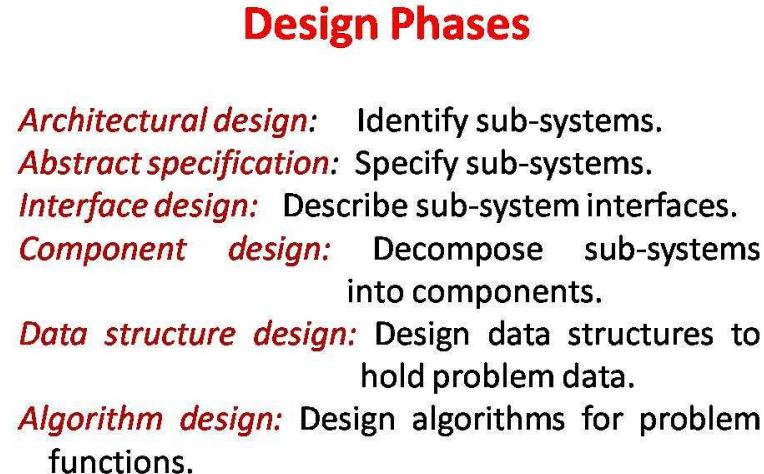 Design Phases
Architectural design: Identify sub-systems.
Abstract specification: Specify sub-systems.
Interface design: Describe sub-system interfaces.
Component design: Decompose sub-systems
into components.
Data structure design: Design data structures to
hold problem data.
Algorithm design: Design algorithms for problem
functions.